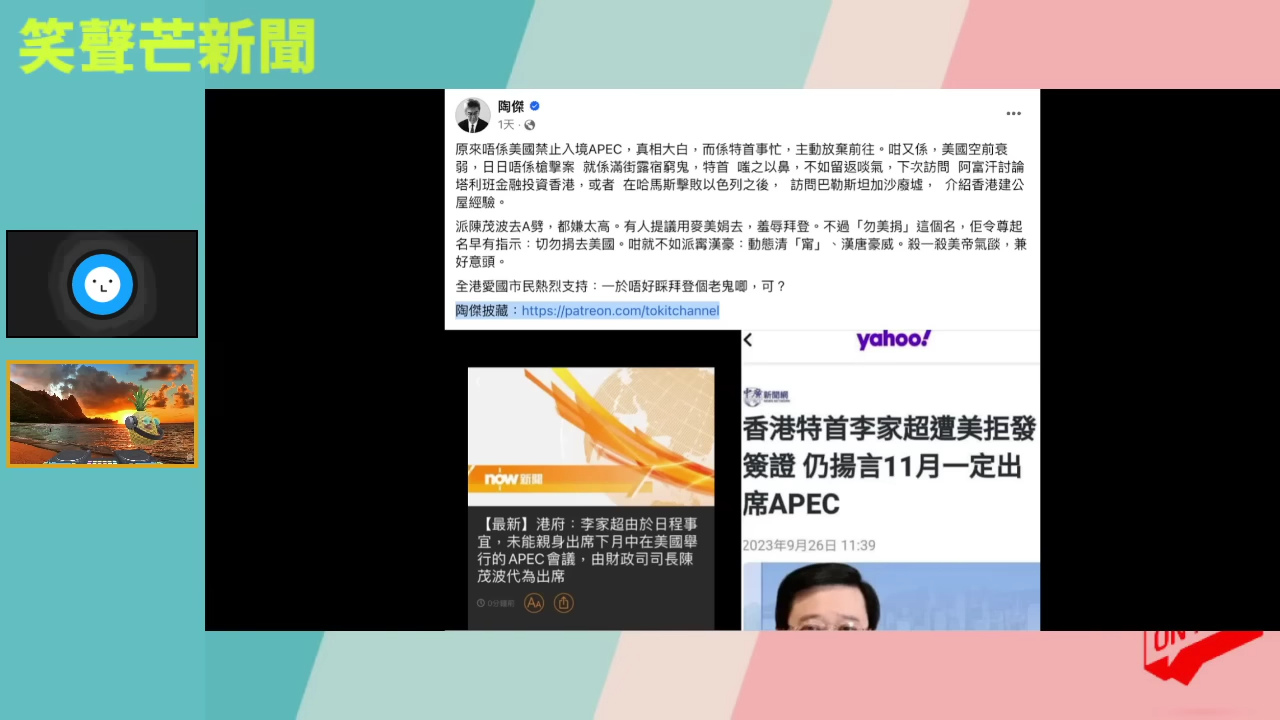 笑聲芒新聞
陶傑
1天 ·
原來唔係美國禁止入境APEC，真相大白，而係特首事忙，主動放棄前往。咁又係，美國空前衰
弱，日日唔係槍擊案 就係滿街露宿窮鬼，特首 嗤之以鼻，不如留返啖氣，下次訪問 阿富汗討論
塔利班金融投資香港，或者 在哈馬斯擊敗以色列之後， 訪問巴勒斯坦加沙廢墟， 介紹香港建公
屋經驗。
派陳茂波去A劈，都嫌太高。有人提議用麥美娟去，羞辱拜登。不過「勿美捐」這個名，佢令尊起
名早有指示：切勿捐去美國。咁就不如派寗漢豪：動態清「甯」、漢唐豪威。殺一殺美帝氣燄，兼
好意頭。
全港愛國市民熱烈支持：一於唔好睬拜登個老鬼唧，可？
陶傑披藏：https://patreon.com/tokitchannel
now 新聞
【最新】港府：李家超由於日程事
宜，未能親身出席下月中在美國舉
行的APEC會議，由財政司司長陳
茂波代為出席
0分鐘前
AA
yahoo!
中廣新聞網
香港特首李家超遭美拒發
簽證 仍揚言11月一定出
席APEC
2023年9月26日 11:39
ON